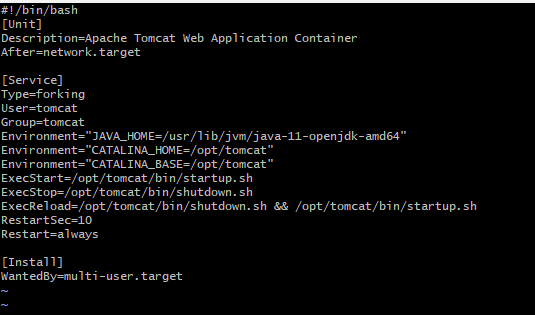 #!/bin/bash
[Unit]
Description=Apache Tomcat Web Application Container
After=network.target

[Service]
Type=forking
User=tomcat
Group=tomcat
Environment="JAVA_HOME=/usr/lib/jvm/java-11-openjdk-amd64"
Environment="CATALINA_HOME=/opt/tomcat"
Environment="CATALINA_BASE=/opt/tomcat"
ExecStart=/opt/tomcat/bin/startup.sh
ExecStop=/opt/tomcat/bin/shutdown.sh
ExecReload=/opt/tomcat/bin/shutdown.sh && /opt/tomcat/bin/startup.sh
RestartSec=10
Restart=always

[Install]
WantedBy=multi-user.target
~
~